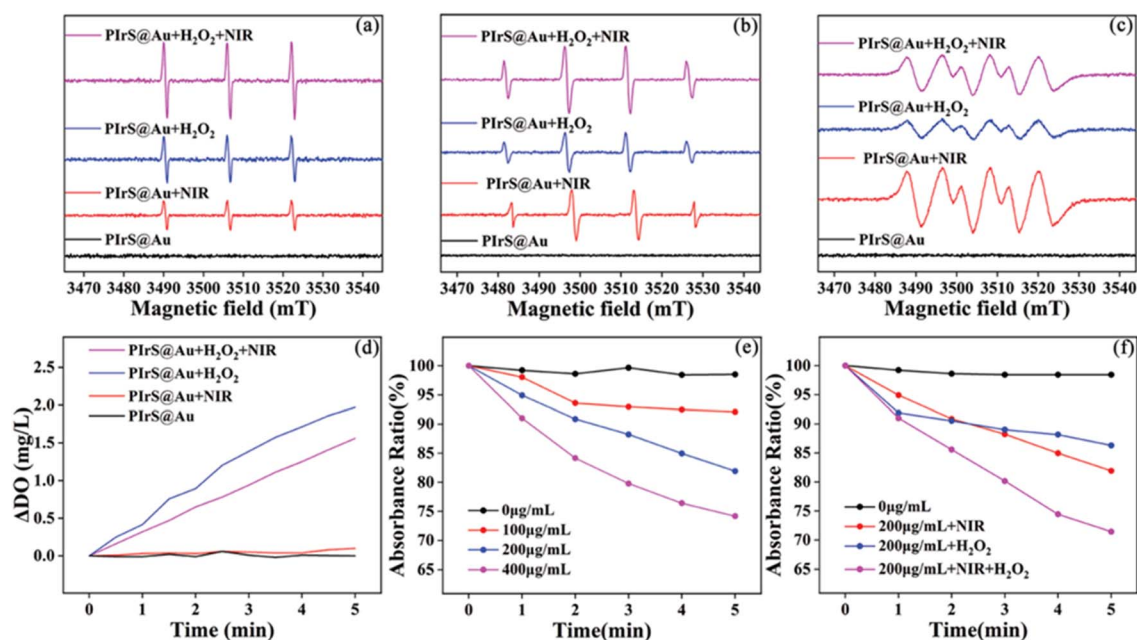 (a)
PIrS@Au+H₂O₂+NIR
PIrS@Au+H₂O₂
PIrS@Au+NIR
PIrS@Au
3470 3480 3490 3500 3510 3520 3530 3540
Magnetic field (mT)
(b)
PIrS@Au+H₂O₂+NIR
PIrS@Au+H₂O₂
PIrS@Au+NIR
PIrS@Au
3470 3480 3490 3500 3510 3520 3530 3540
Magnetic field (mT)
(c)
PIrS@Au+H₂O₂+NIR
PIrS@Au+H₂O₂
PIrS@Au+NIR
PIrS@Au
3470 3480 3490 3500 3510 3520 3530 3540
Magnetic field (mT)
(d)
PIrS@Au+H₂O₂+NIR
PIrS@Au+H₂O₂
PIrS@Au+NIR
PIrS@Au
ΔDO (mg/L)
2.5
2.0
1.5
1.0
0.5
0.0
0 1 2 3 4 5
Time (min)
(e)
Absorbance Ratio(%)
100
95
90
85
80
75
70
65
0μg/mL
100μg/mL
200μg/mL
400μg/mL
0 1 2 3 4 5
Time(min)
(f)
Absorbance Ratio(%)
100
95
90
85
80
75
70
65
0μg/mL
200μg/mL+NIR
200μg/mL+H₂O₂
200μg/mL+NIR+H₂O₂
0 1 2 3 4 5
Time(min)